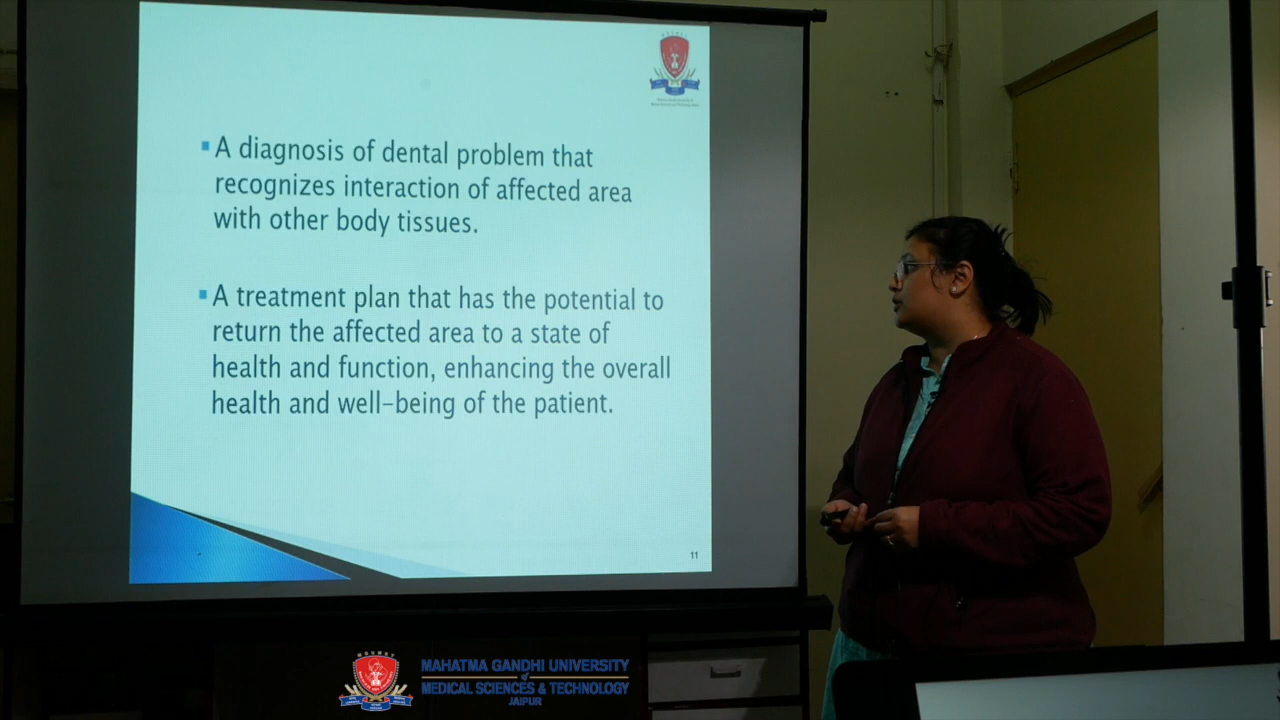 A diagnosis of dental problem that
recognizes interaction of affected area
with other body tissues.
A treatment plan that has the potential to
return the affected area to a state of
health and function, enhancing the overall
health and well-being of the patient.
11
MAHATMA GANDHI UNIVERSITY
of
MEDICAL SCIENCES & TECHNOLOGY
JAIPUR